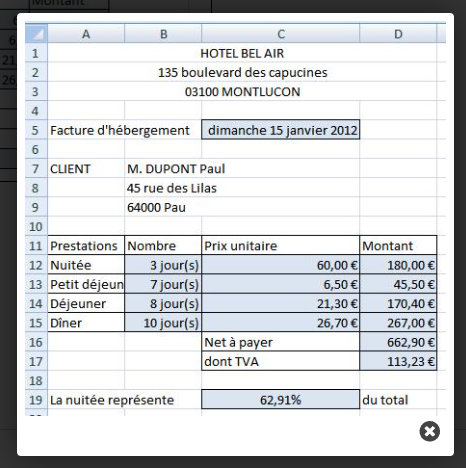 Montant
A B C D
1 HOTEL BEL AIR
2 135 boulevard des capucines
3 03100 MONTLUCON
4
5 Facture d'hébergement dimanche 15 janvier 2012
6
7 CLIENT M. DUPONT Paul
8 45 rue des Lilas
9 64000 Pau
10
11 Prestations Nombre Prix unitaire Montant
12 Nuitée 3 jour(s) 60,00 € 180,00 €
13 Petit déjeun 7 jour(s) 6,50 € 45,50 €
14 Déjeuner 8 jour(s) 21,30 € 170,40 €
15 Dîner 10 jour(s) 26,70 € 267,00 €
16 Net à payer 662,90 €
17 dont TVA 113,23 €
18
19 La nuitée représente 62,91% du total